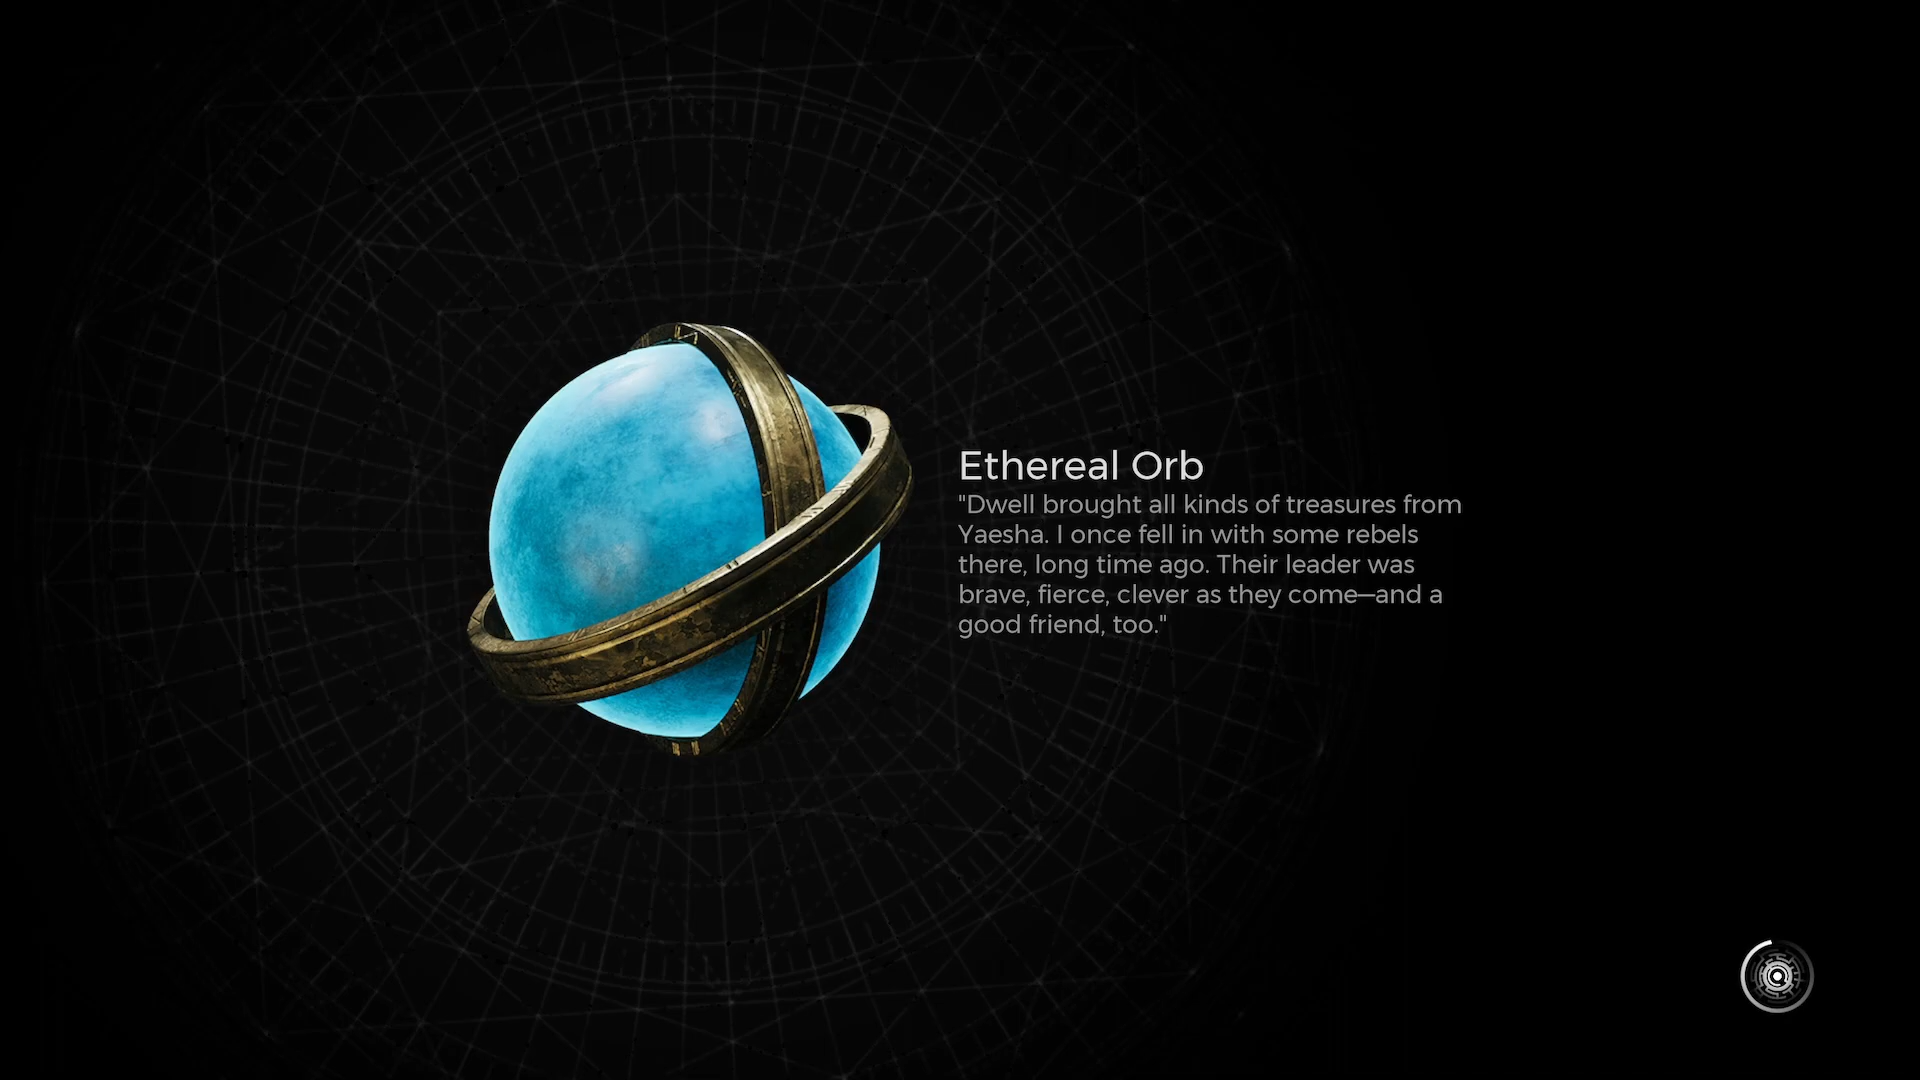 Ethereal Orb
"Dwell brought all kinds of treasures from
Yaesha. I once fell in with some rebels
there, long time ago. Their leader was
brave, fierce, clever as they come—and a
good friend, too."